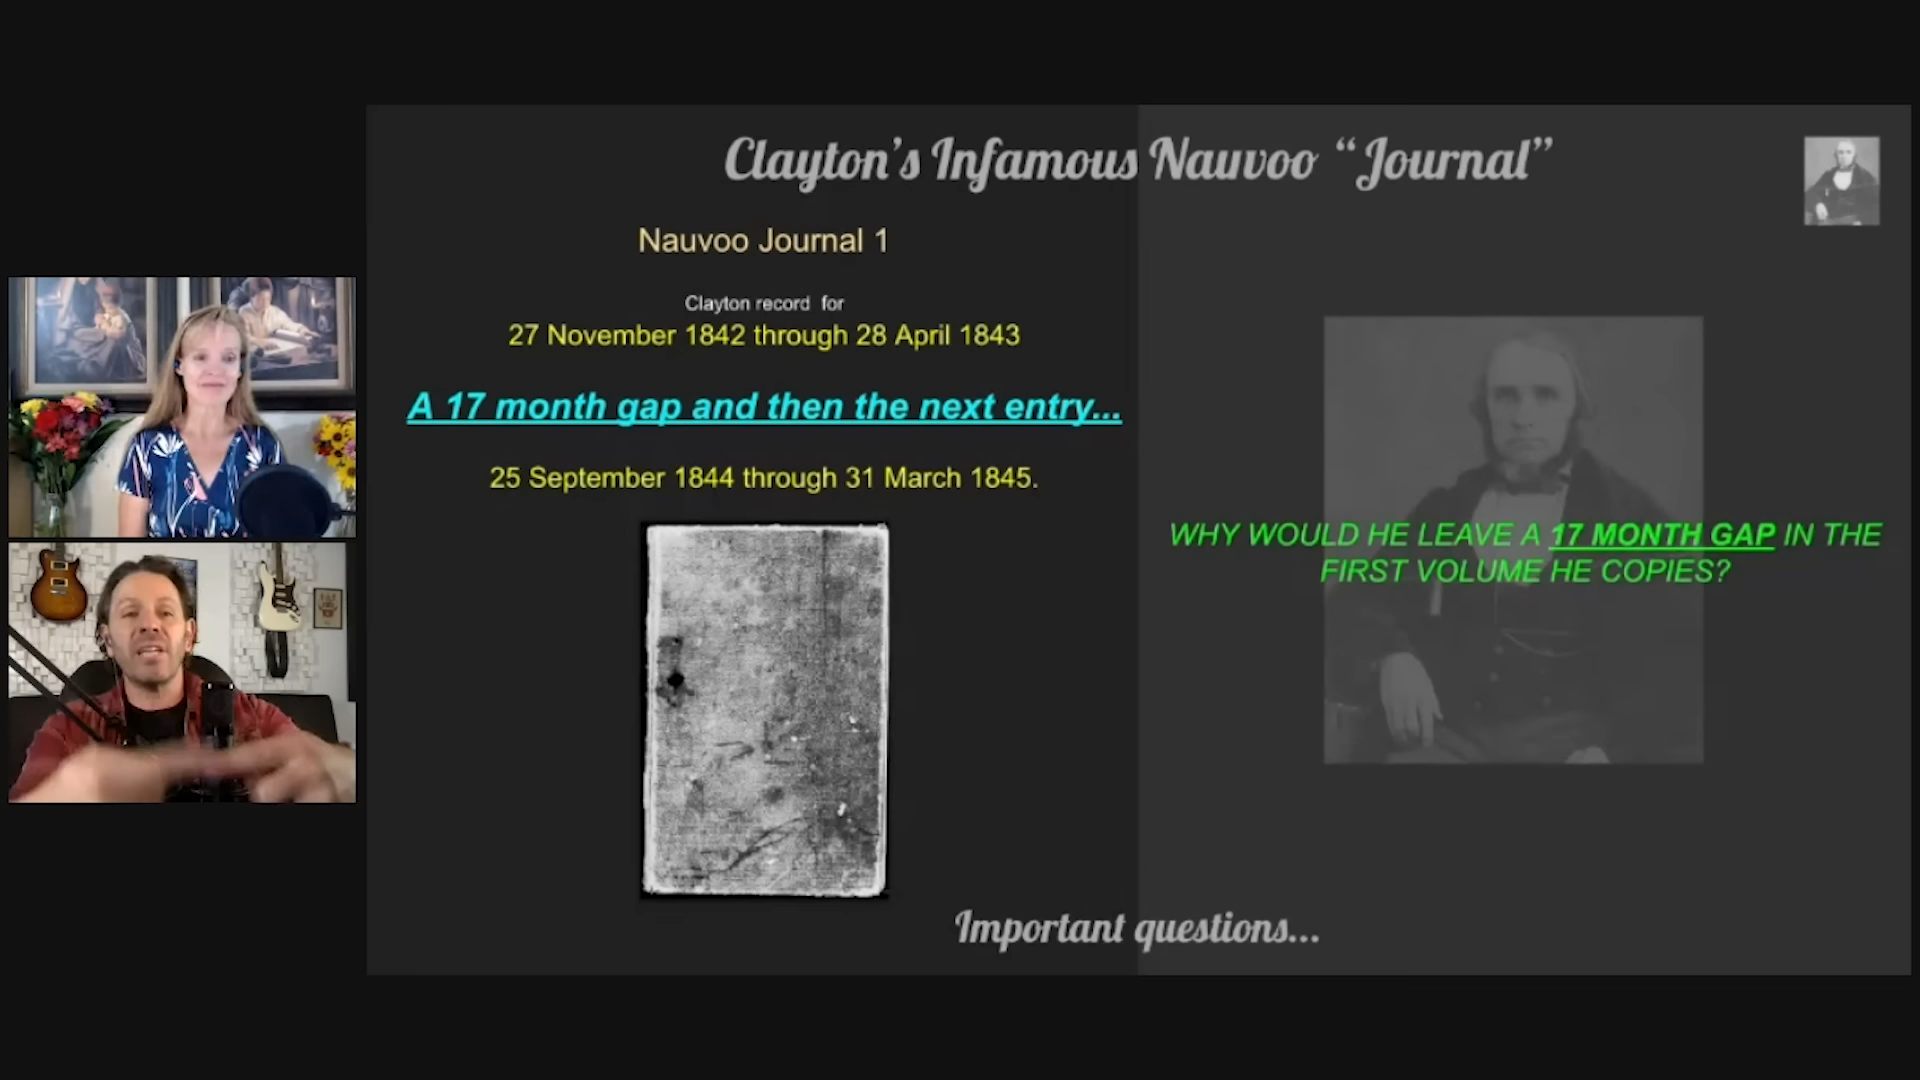 Clayton's Infamous Nauvoo “Journal”
Nauvoo Journal 1
Clayton record for
27 November 1842 through 28 April 1843
A 17 month gap and then the next entry...
25 September 1844 through 31 March 1845.
WHY WOULD HE LEAVE A 17 MONTH GAP IN THE
FIRST VOLUME HE COPIES?
Important questions...